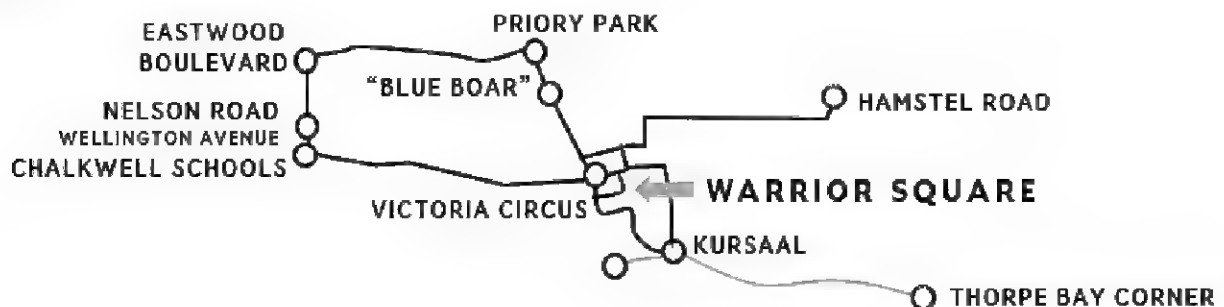 EASTWOOD
BOULEVARD
PRIORY PARK
"BLUE BOAR"
HAMSTEL ROAD
NELSON ROAD
WELLINGTON AVENUE
CHALKWELL SCHOOLS
VICTORIA CIRCUS
WARRIOR SQUARE
KURSAAL
THORPE BAY CORNER